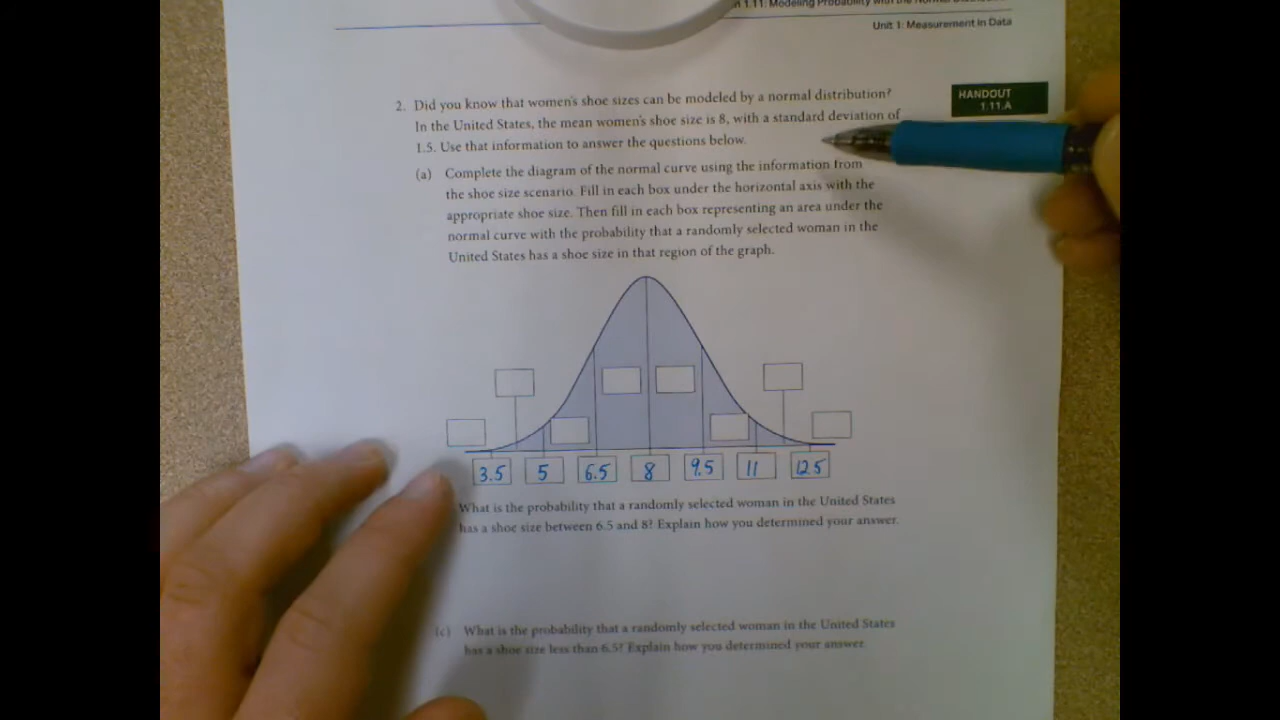 1.11: Modeling Probability with the Normal
Unit 1: Measurement in Data
HANDOUT
1.11.A
2. Did you know that women's shoe sizes can be modeled by a normal distribution?
In the United States, the mean women's shoe size is 8, with a standard deviation of
1.5. Use that information to answer the questions below.
(a) Complete the diagram of the normal curve using the information from
the shoe size scenario. Fill in each box under the horizontal axis with the
appropriate shoe size. Then fill in each box representing an area under the
normal curve with the probability that a randomly selected woman in the
United States has a shoe size in that region of the graph.
3.5 5 6.5 8 9.5 11 12.5
What is the probability that a randomly selected woman in the United States
has a shoe size between 6.5 and 8? Explain how you determined your answer.
(c) What is the probability that a randomly selected woman in the United States
has a shoe size less than 6.5? Explain how you determined your answer.